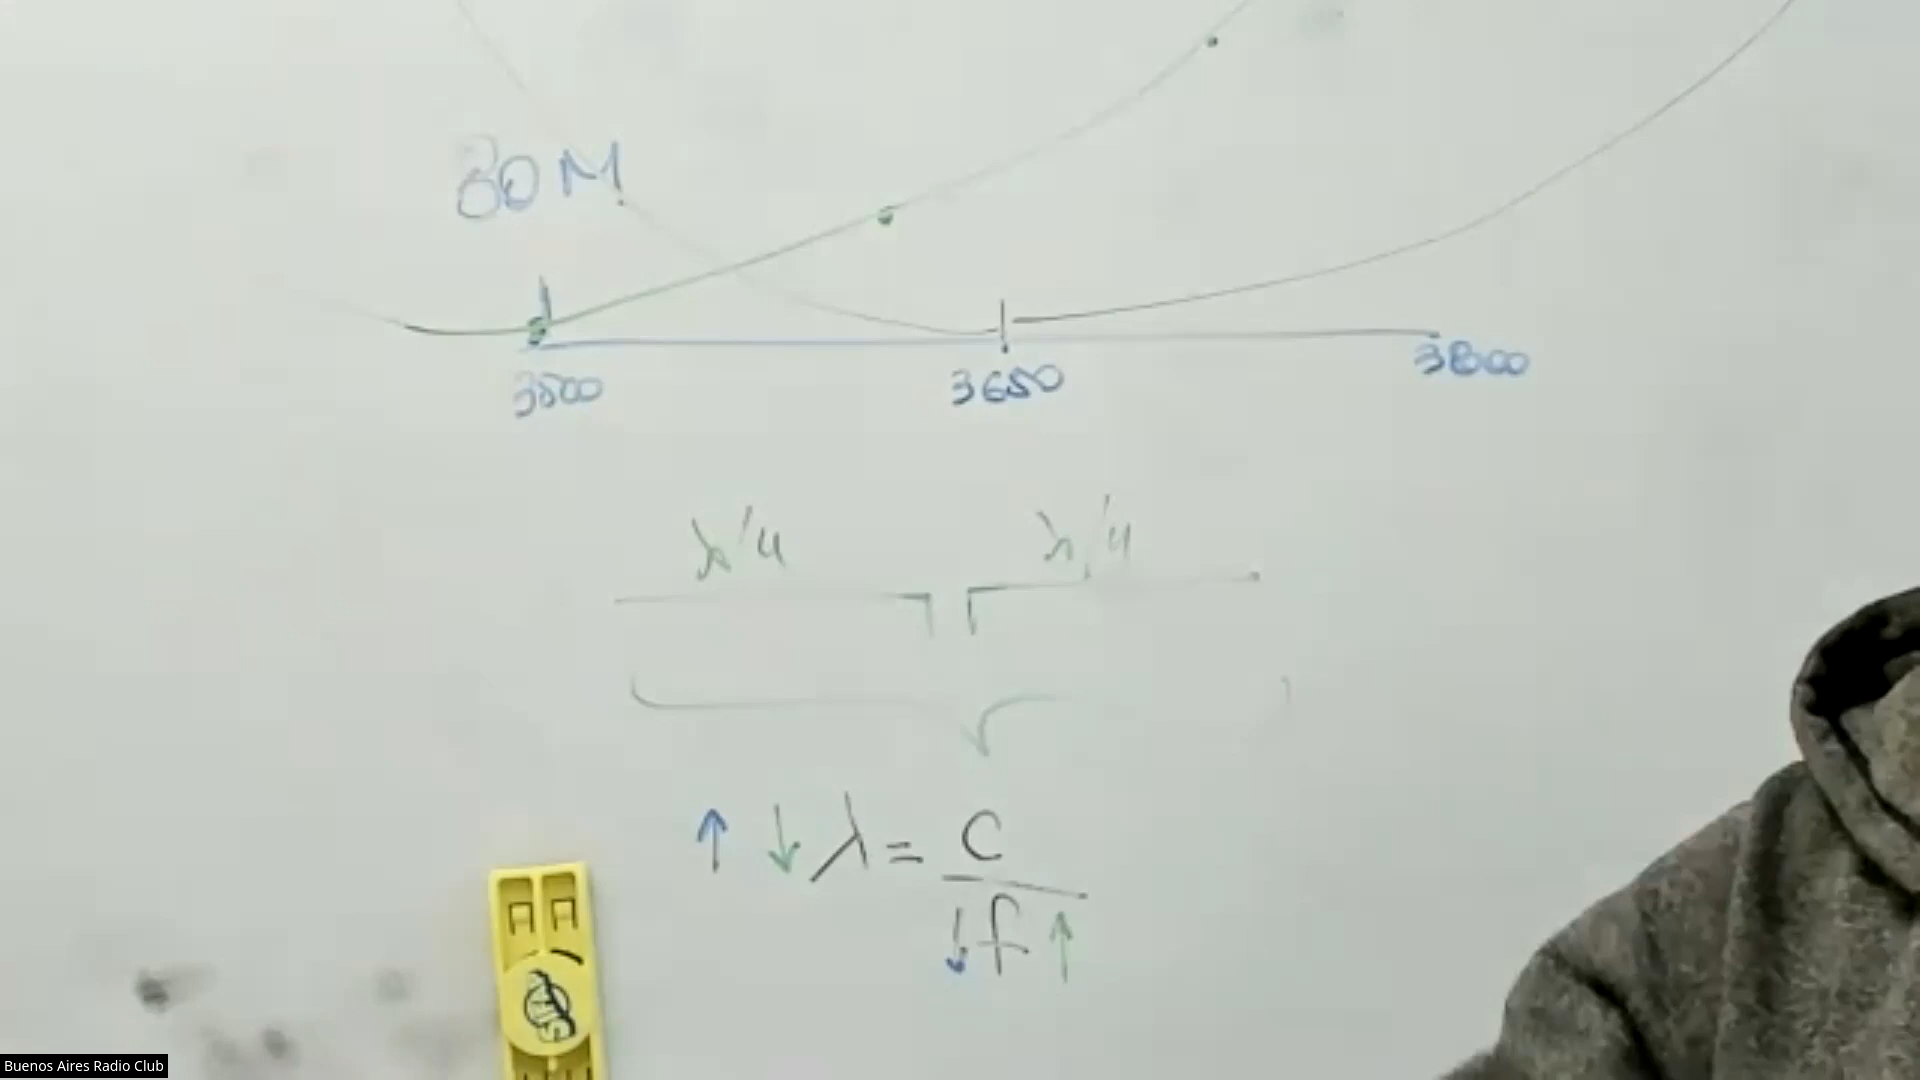 80 M
3500 3650 3800
λ/4 λ/4
↑ ↓ λ = C
↓ f ↑
Buenos Aires Radio Club